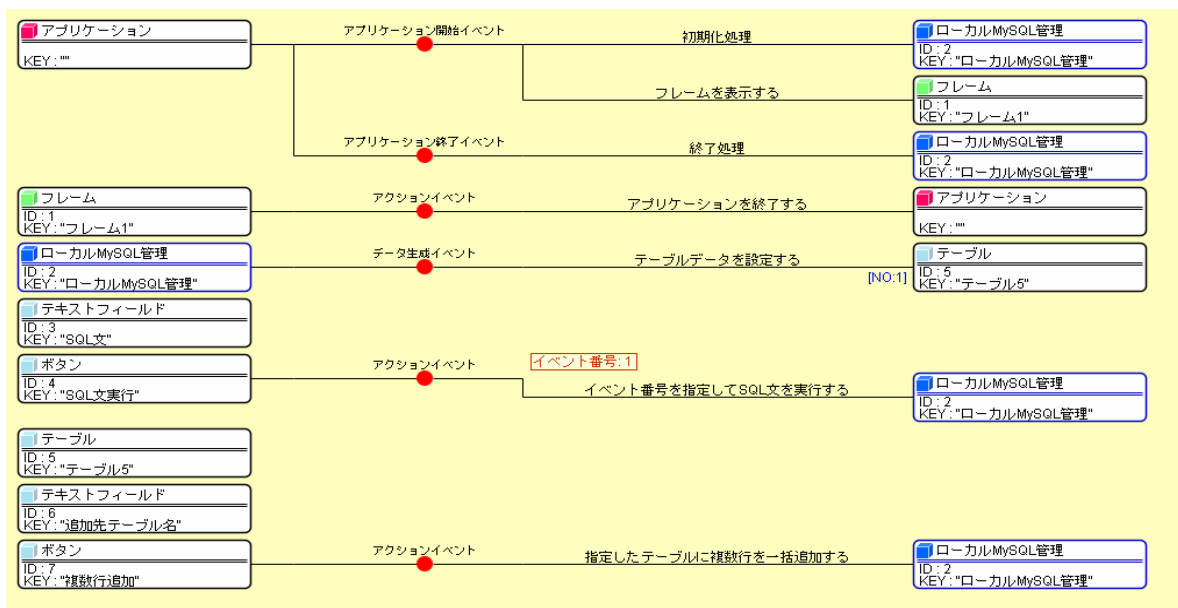 アプリケーション
KEY : ""
アプリケーション開始イベント
初期化処理
ローカルMySQL管理
ID : 2
KEY : "ローカルMySQL管理"
フレームを表示する
フレーム
ID : 1
KEY : "フレーム1"
アプリケーション終了イベント
終了処理
ローカルMySQL管理
ID : 2
KEY : "ローカルMySQL管理"
フレーム
ID : 1
KEY : "フレーム1"
アクションイベント
アプリケーションを終了する
アプリケーション
KEY : ""
ローカルMySQL管理
ID : 2
KEY : "ローカルMySQL管理"
データ生成イベント
テーブルデータを設定する
[NO:1]
テーブル
ID : 5
KEY : "テーブル5"
テキストフィールド
ID : 3
KEY : "SQL文"
ボタン
ID : 4
KEY : "SQL文実行"
アクションイベント
イベント番号: 1
イベント番号を指定してSQL文を実行する
ローカルMySQL管理
ID : 2
KEY : "ローカルMySQL管理"
テーブル
ID : 5
KEY : "テーブル5"
テキストフィールド
ID : 6
KEY : "追加先テーブル名"
ボタン
ID : 7
KEY : "複数行追加"
アクションイベント
指定したテーブルに複数行を一括追加する
ローカルMySQL管理
ID : 2
KEY : "ローカルMySQL管理"